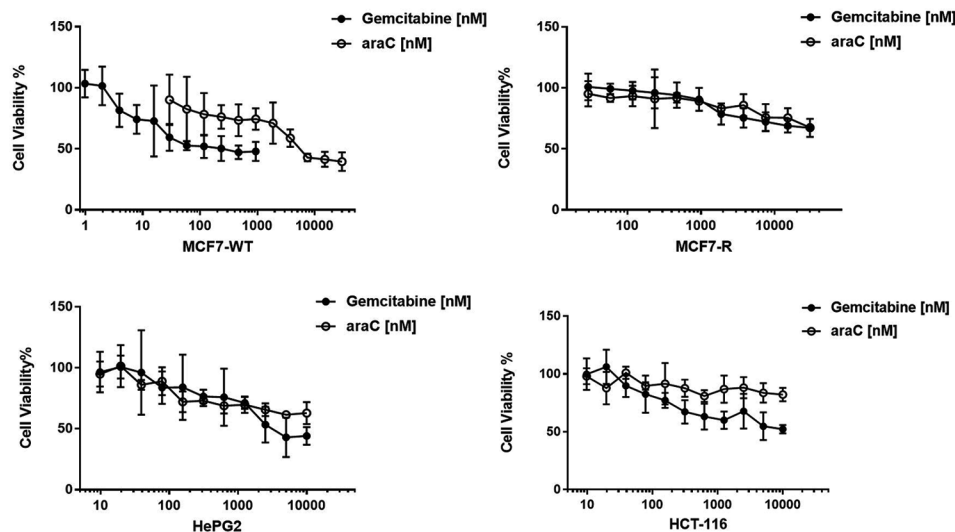 Gemcitabine [nM]
araC [nM]
Cell Viability %
150
100
50
0
1
10
100
1000
10000
MCF7-WT
Gemcitabine [nM]
araC [nM]
Cell Viability %
150
100
50
0
100
1000
10000
MCF7-R
Gemcitabine [nM]
araC [nM]
Cell Viability%
150
100
50
0
10
100
1000
10000
HePG2
Gemcitabine [nM]
araC [nM]
Cell Viability %
150
100
50
0
10
100
1000
10000
HCT-116